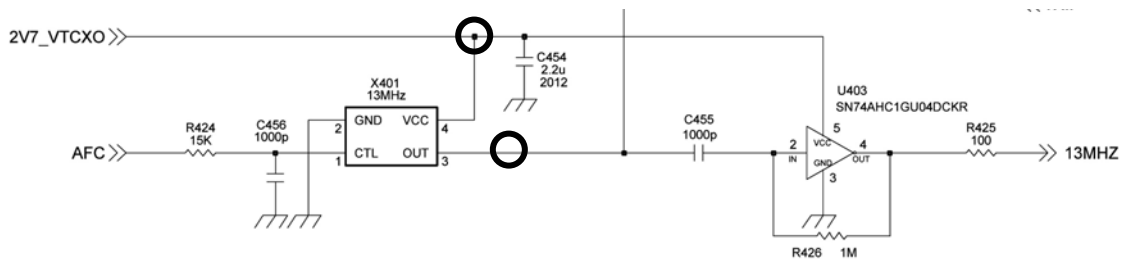 2V7_VTCXO
C454
2.2u
2012
X401
13MHz
U403
SN74AHC1GU04DCKR
R424
15K
C456
1000p
2 GND VCC 4
1 CTL OUT 3
AFC
C455
1000p
5
VCC
2
IN
GND
4
OUT
3
R425
100
13MHZ
R426 1M